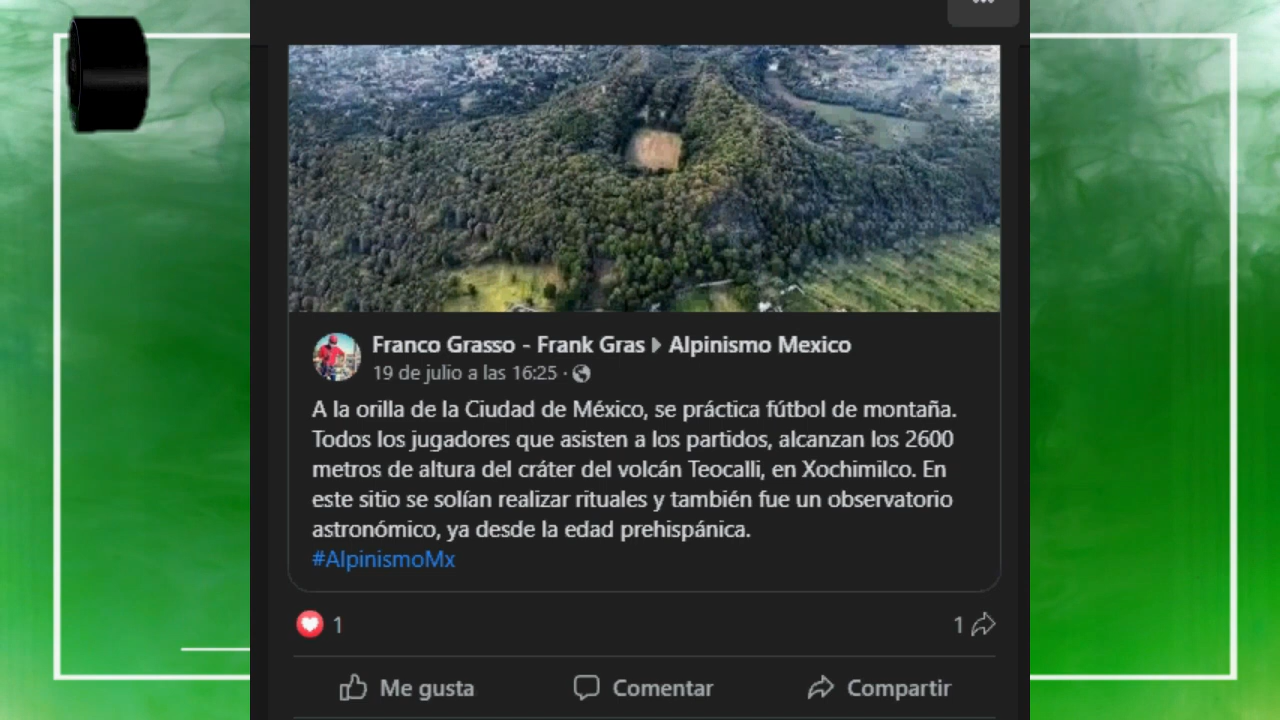 Franco Grasso - Frank Gras ▸ Alpinismo Mexico
19 de julio a las 16:25 ·
A la orilla de la Ciudad de México, se práctica fútbol de montaña.
Todos los jugadores que asisten a los partidos, alcanzan los 2600
metros de altura del cráter del volcán Teocalli, en Xochimilco. En
este sitio se solían realizar rituales y también fue un observatorio
astronómico, ya desde la edad prehispánica.
#AlpinismoMx
1
1
Me gusta
Comentar
Compartir